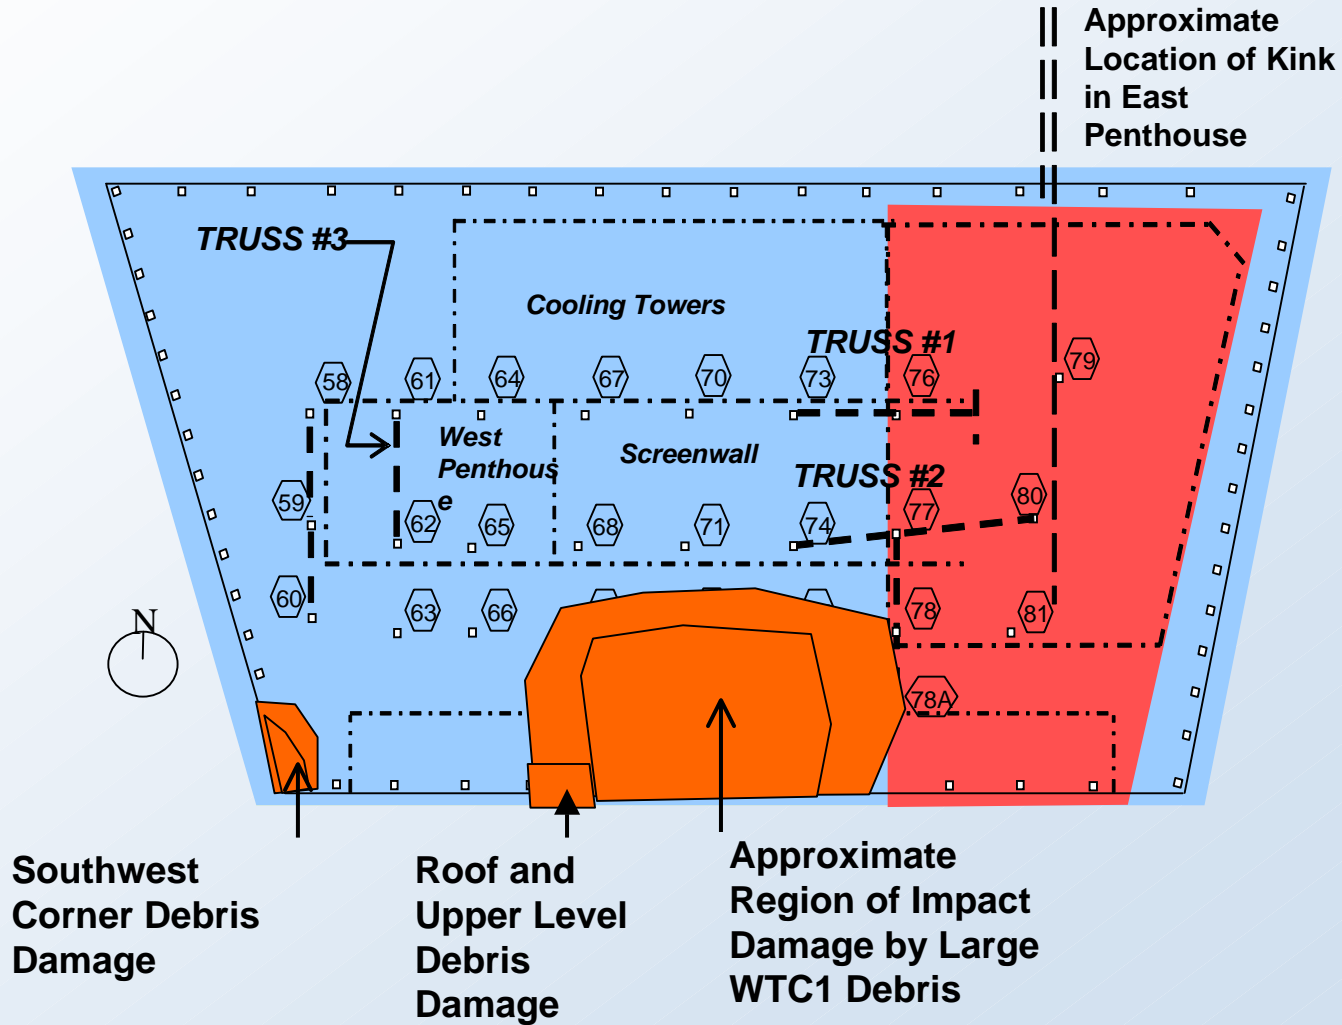 Approximate
Location of Kink
in East
Penthouse
TRUSS #3
Cooling Towers
TRUSS #1
79
58
61
64
67
70
73
76
West
Penthous
e
Screenwall
TRUSS #2
59
62
65
68
71
74
77
80
60
63
66
78
81
N
78A
Southwest
Corner Debris
Damage
Roof and
Upper Level
Debris
Damage
Approximate
Region of Impact
Damage by Large
WTC1 Debris